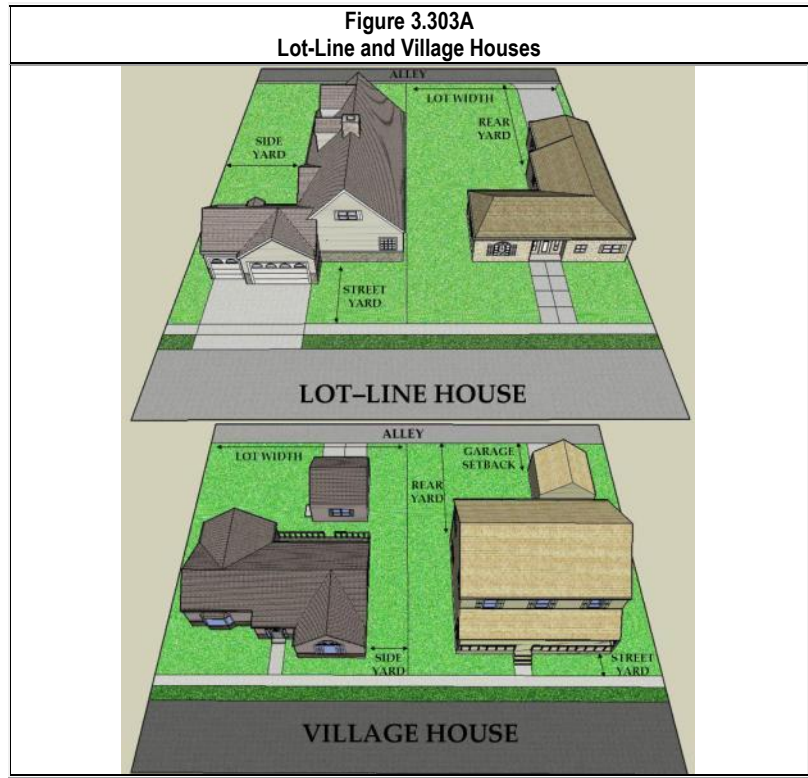 Figure 3.303A
Lot-Line and Village Houses
ALLEY
LOT WIDTH
REAR
YARD
SIDE
YARD
STREET
YARD
LOT–LINE HOUSE
ALLEY
LOT WIDTH
GARAGE
SETBACK
REAR
YARD
SIDE
YARD
STREET
YARD
VILLAGE HOUSE